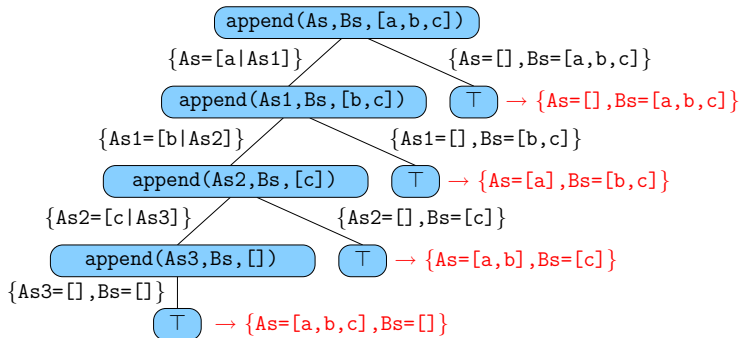 append(As,Bs,[a,b,c])
{As=[a|As1]} {As=[],Bs=[a,b,c]}
append(As1,Bs,[b,c]) ⊤ → {As=[],Bs=[a,b,c]}
{As1=[b|As2]} {As1=[],Bs=[b,c]}
append(As2,Bs,[c]) ⊤ → {As=[a],Bs=[b,c]}
{As2=[c|As3]} {As2=[],Bs=[c]}
append(As3,Bs,[]) ⊤ → {As=[a,b],Bs=[c]}
{As3=[],Bs=[]}
⊤ → {As=[a,b,c],Bs=[]}